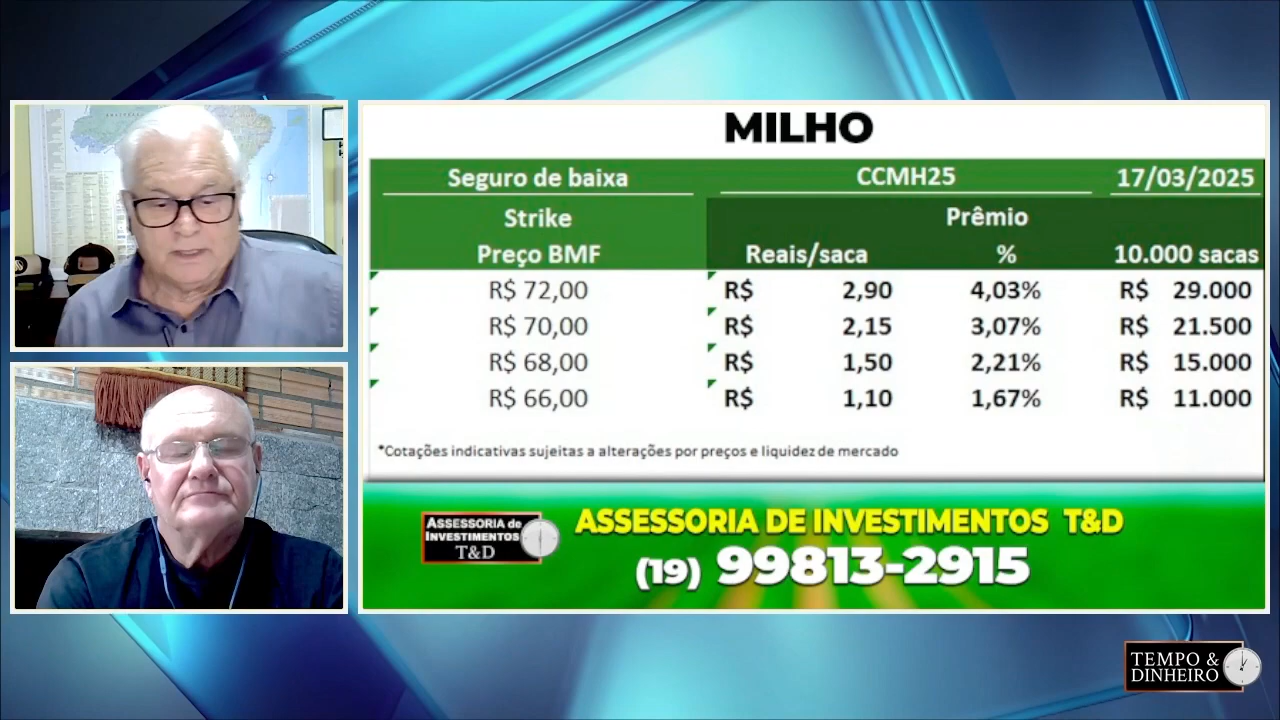 MILHO
Seguro de baixa CCMH25 17/03/2025
Strike Prêmio
Preço BMF Reais/saca % 10.000 sacas
R$ 72,00 R$ 2,90 4,03% R$ 29.000
R$ 70,00 R$ 2,15 3,07% R$ 21.500
R$ 68,00 R$ 1,50 2,21% R$ 15.000
R$ 66,00 R$ 1,10 1,67% R$ 11.000
*Cotações indicativas sujeitas a alterações por preços e liquidez de mercado
ASSESSORIA de
INVESTIMENTOS
T&D
ASSESSORIA DE INVESTIMENTOS T&D
(19) 99813-2915
TEMPO &
DINHEIRO